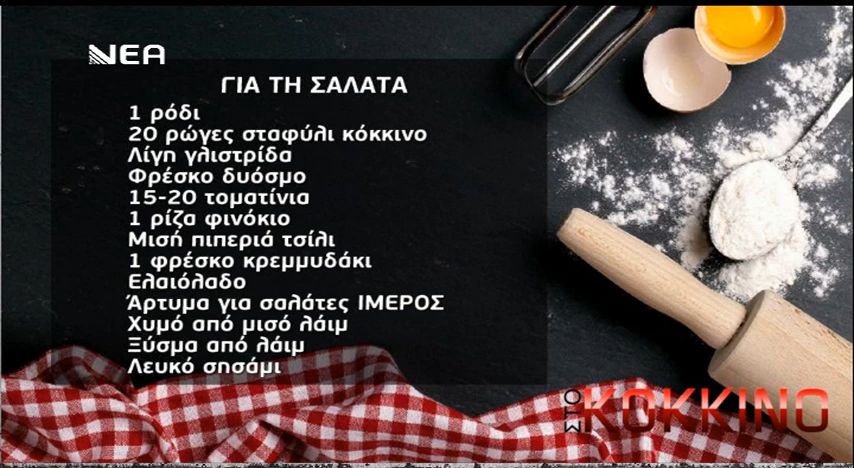 ΝΕΑ
ΓΙΑ ΤΗ ΣΑΛΑΤΑ
1 ρόδι
20 ρώγες σταφύλι κόκκινο
Λίγη γλιστρίδα
Φρέσκο δυόσμο
15-20 τοματίνια
1 ρίζα φινόκιο
Μισή πιπεριά τσίλι
1 φρέσκο κρεμμυδάκι
Ελαιόλαδο
Άρτυμα για σαλάτες ΙΜΕΡΟΣ
Χυμό από μισό λάιμ
Ξύσμα από λάιμ
Λευκό σησάμι
ΣΤΟ ΚΟΚΚΙΝΟ